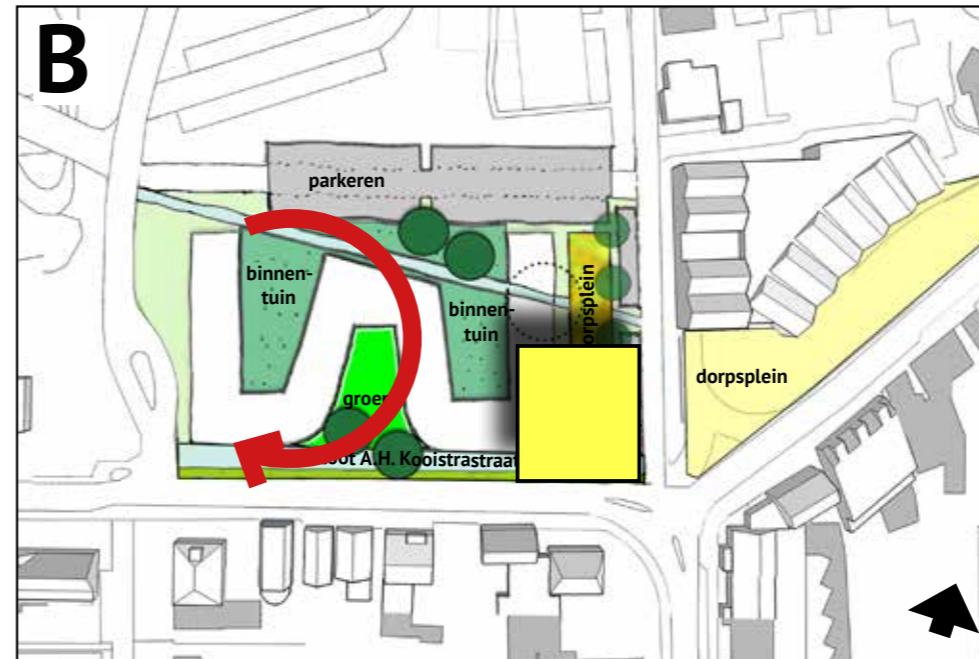 B
parkeren
binnen-
tuin
binnen-
tuin
dorpsplein
groen
A.H. Kooistrastraat
dorpsplein